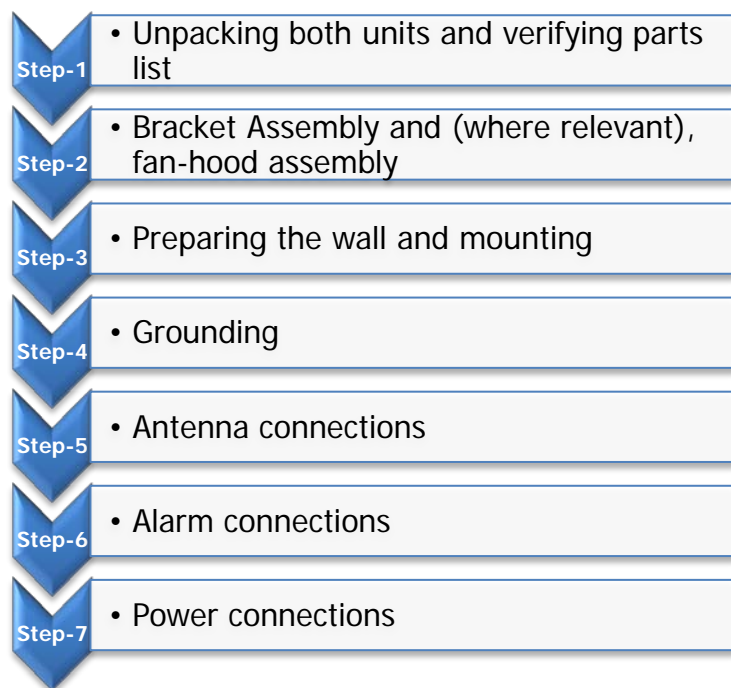 Step-1
• Unpacking both units and verifying parts
list
Step-2
• Bracket Assembly and (where relevant),
fan-hood assembly
Step-3
• Preparing the wall and mounting
Step-4
• Grounding
Step-5
• Antenna connections
Step-6
• Alarm connections
Step-7
• Power connections